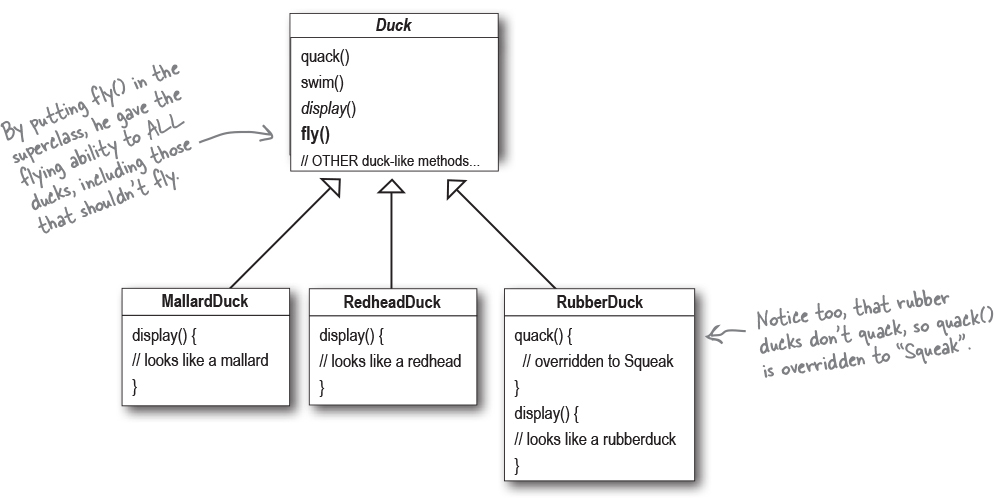 Duck
quack()
swim()
display()
fly()
// OTHER duck-like methods...
By putting fly() in the
superclass, he gave the
flying ability to ALL
ducks, including those
that shouldn't fly.
MallardDuck
display() {
// looks like a mallard
}
RedheadDuck
display() {
// looks like a redhead
}
RubberDuck
quack() {
// overridden to Squeak
}
display() {
// looks like a rubberduck
}
Notice too, that rubber
ducks don't quack, so quack()
is overridden to “Squeak”.